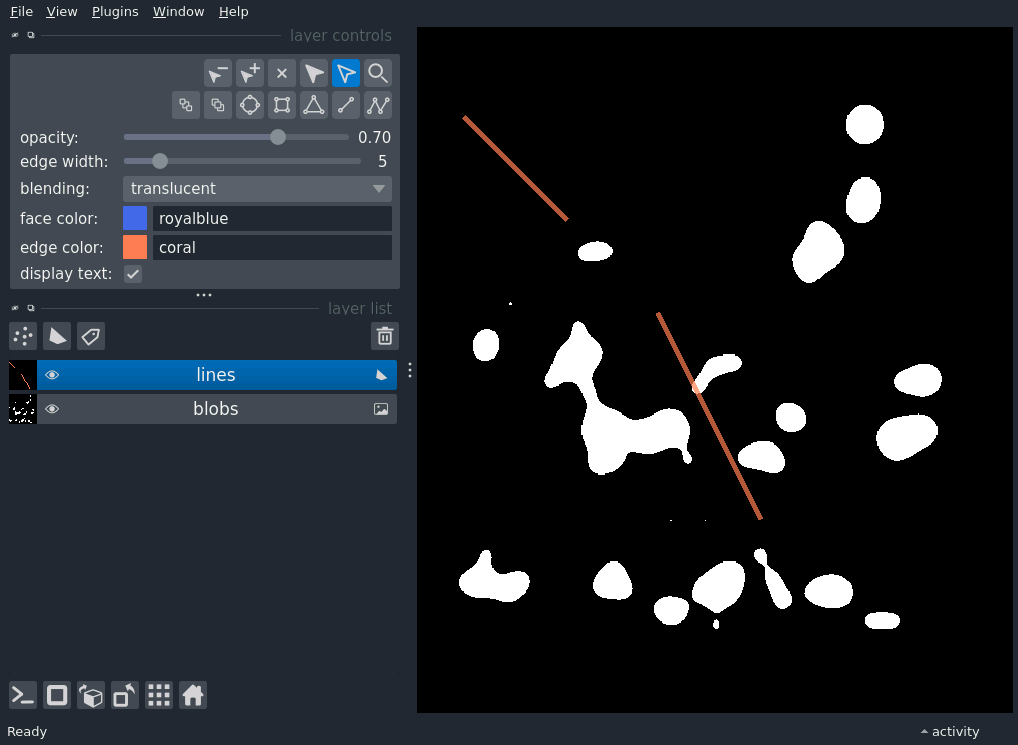 File View Plugins Window Help
layer controls
opacity: 0.70
edge width: 5
blending: translucent
face color: royalblue
edge color: coral
display text:
layer list
lines
blobs
Ready
activity